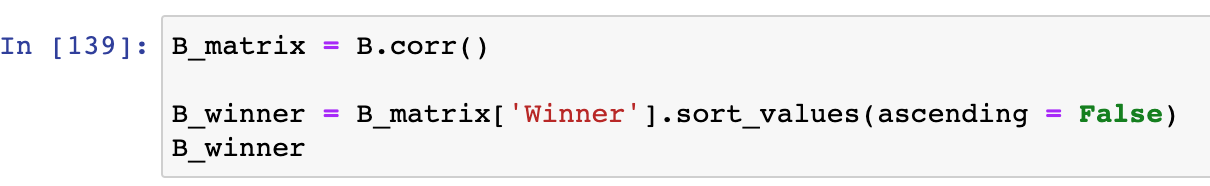 In [139]: B_matrix = B.corr()
B_winner = B_matrix['Winner'].sort_values(ascending = False)
B_winner